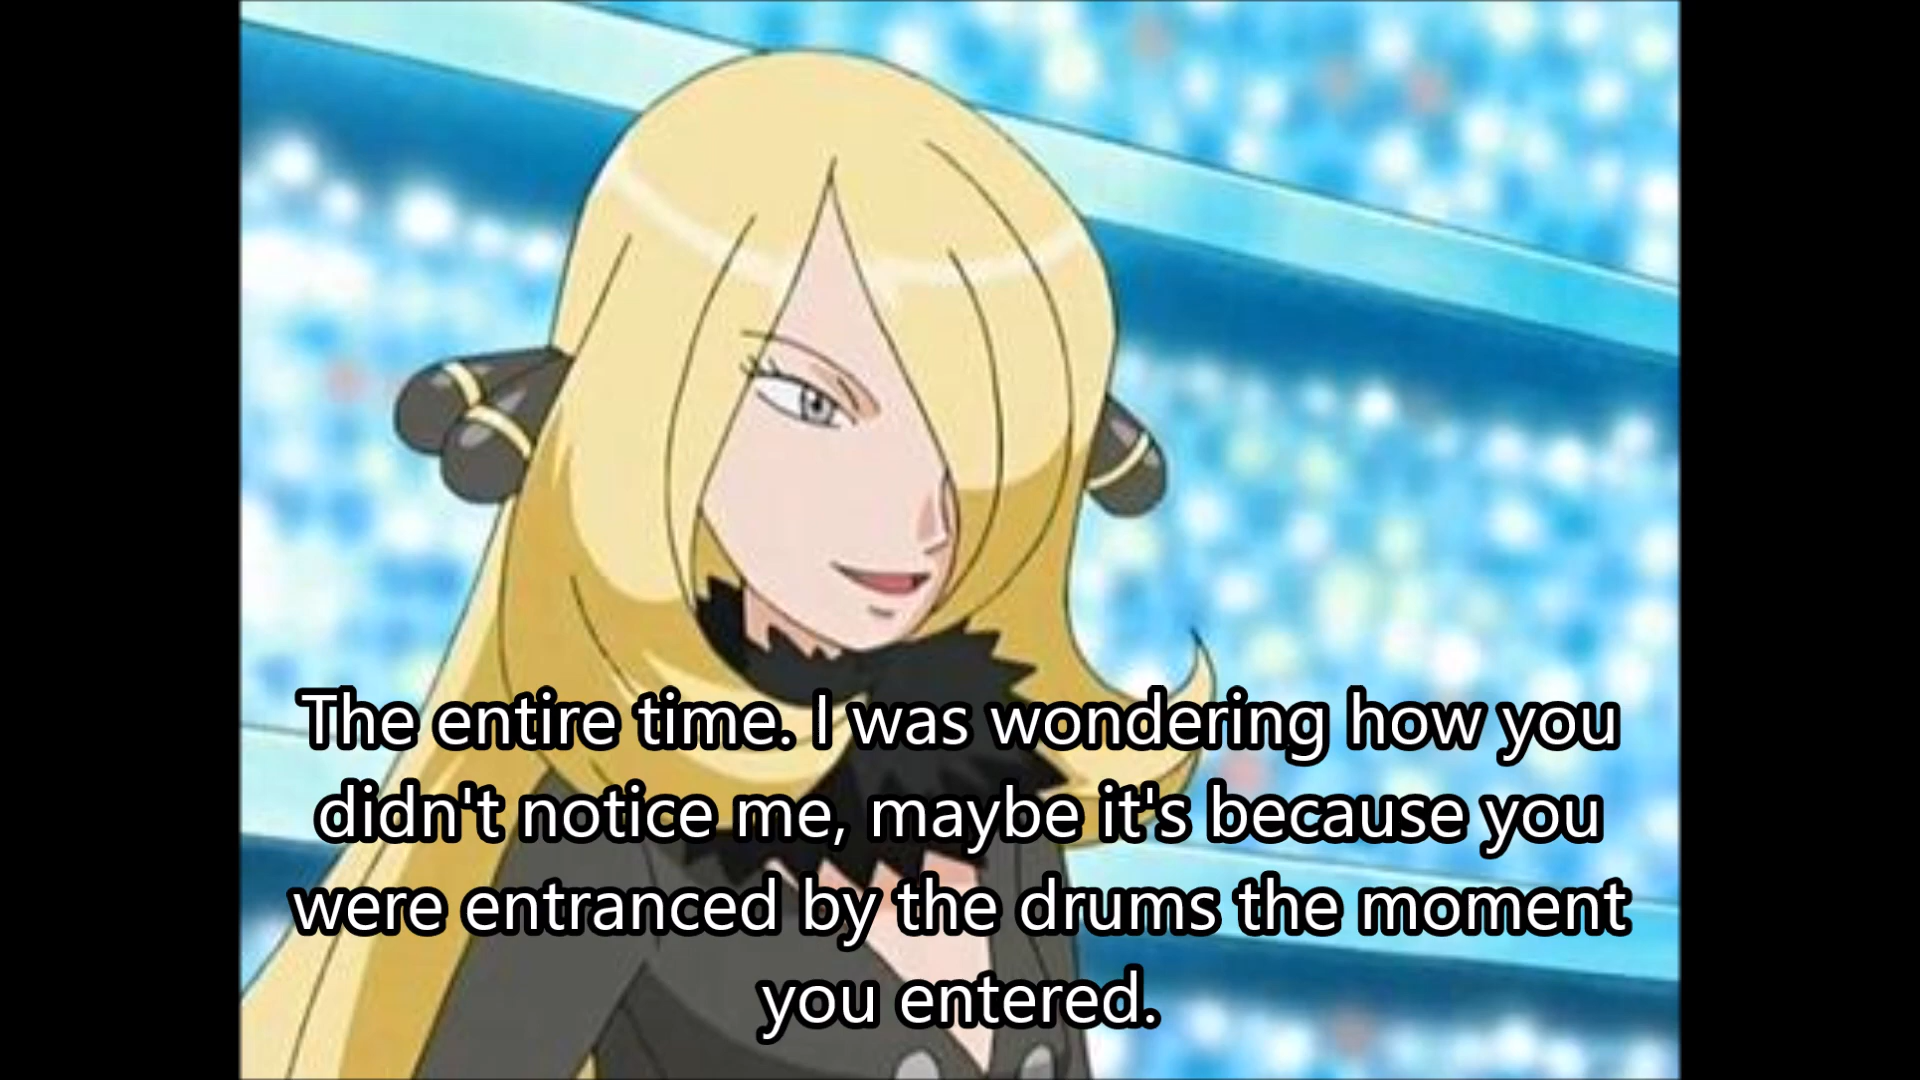 The entire time. I was wondering how you
didn't notice me, maybe it's because you
were entranced by the drums the moment
you entered.